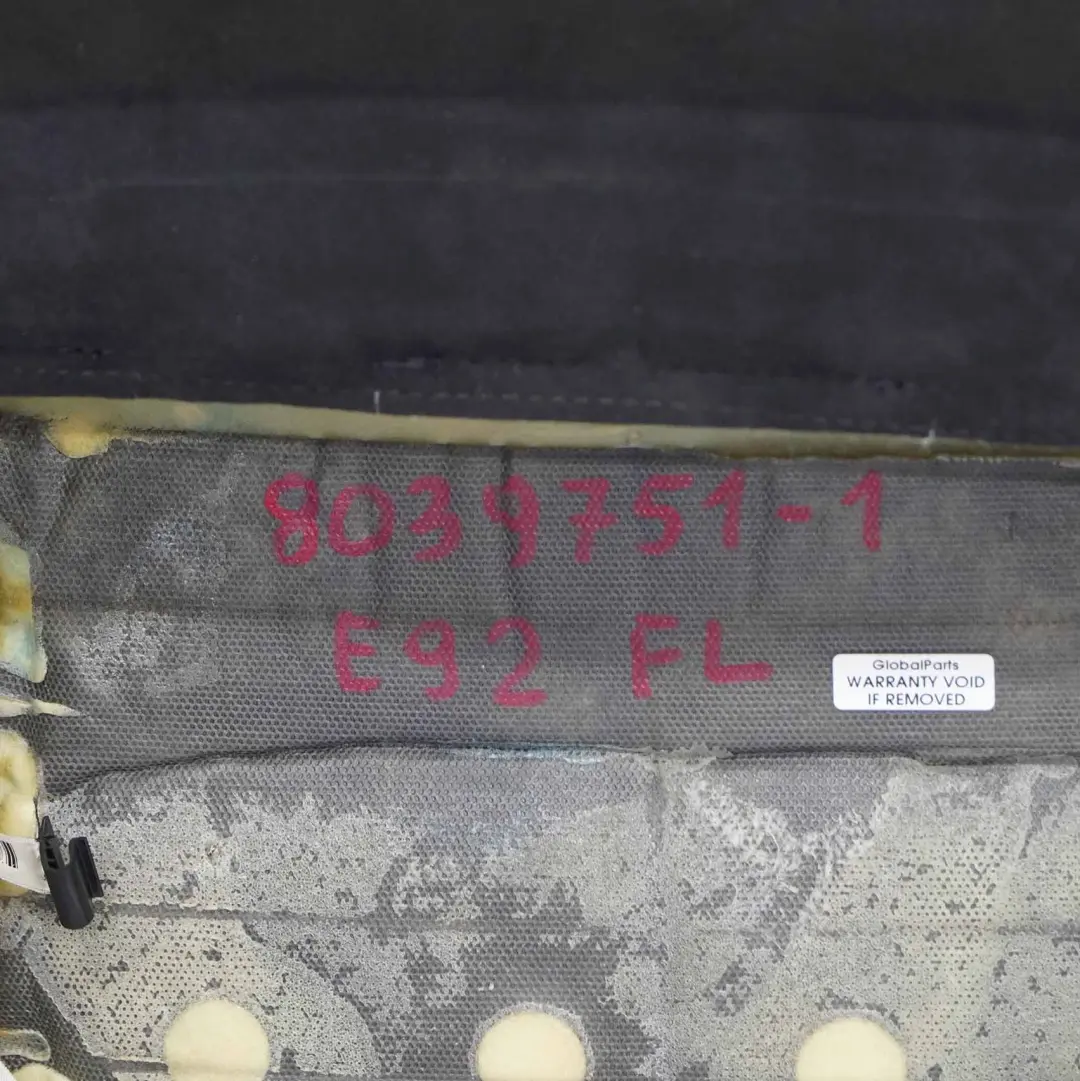 8039751-1
E92 FL
GlobalParts
WARRANTY VOID
IF REMOVED